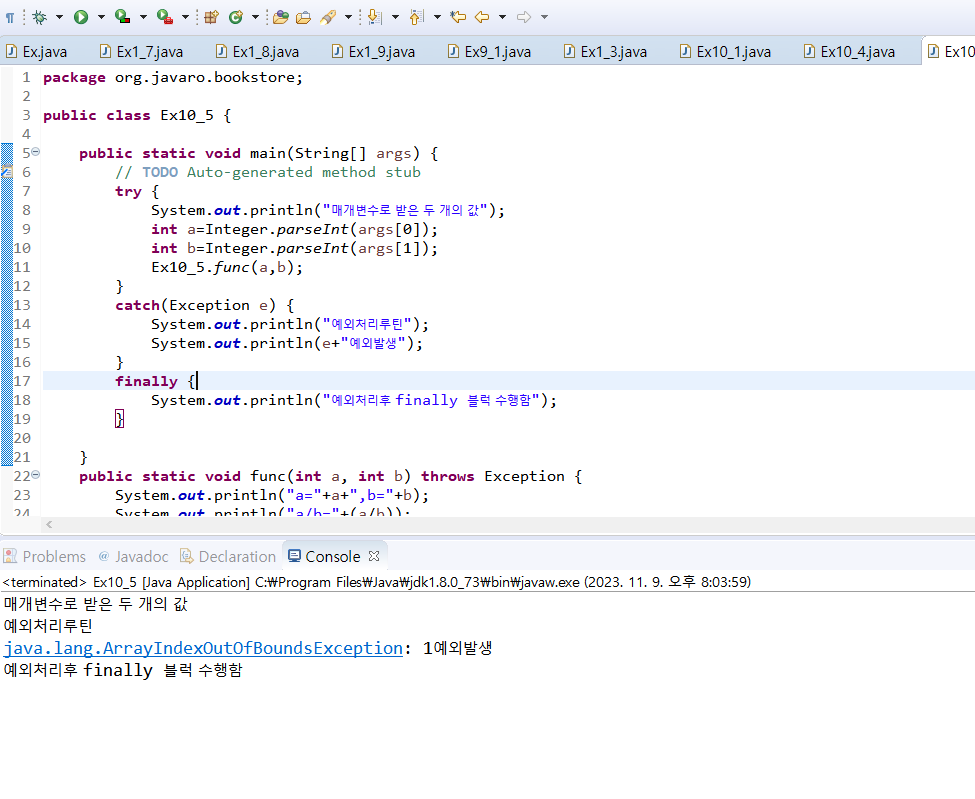 Ex.java Ex1_7.java Ex1_8.java Ex1_9.java Ex9_1.java Ex1_3.java Ex10_1.java Ex10_4.java Ex10
1 package org.javaro.bookstore;
2
3 public class Ex10_5 {
4
5 public static void main(String[] args) {
6 // TODO Auto-generated method stub
7 try {
8 System.out.println("매개변수로 받은 두 개의 값");
9 int a=Integer.parseInt(args[0]);
10 int b=Integer.parseInt(args[1]);
11 Ex10_5.func(a,b);
12 }
13 catch(Exception e) {
14 System.out.println("예외처리루틴");
15 System.out.println(e+"예외발생");
16 }
17 finally {
18 System.out.println("예외처리후 finally 블럭 수행함");
19 }
20
21 }
22 public static void func(int a, int b) throws Exception {
23 System.out.println("a="+a+",b="+b);
24 System.out.println("a/b="+(a/b));
Problems @ Javadoc Declaration Console
<terminated> Ex10_5 [Java Application] C:₩Program Files₩Java₩jdk1.8.0_73₩bin₩javaw.exe (2023. 11. 9. 오후 8:03:59)
매개변수로 받은 두 개의 값
예외처리루틴
java.lang.ArrayIndexOutOfBoundsException: 1예외발생
예외처리후 finally 블럭 수행함